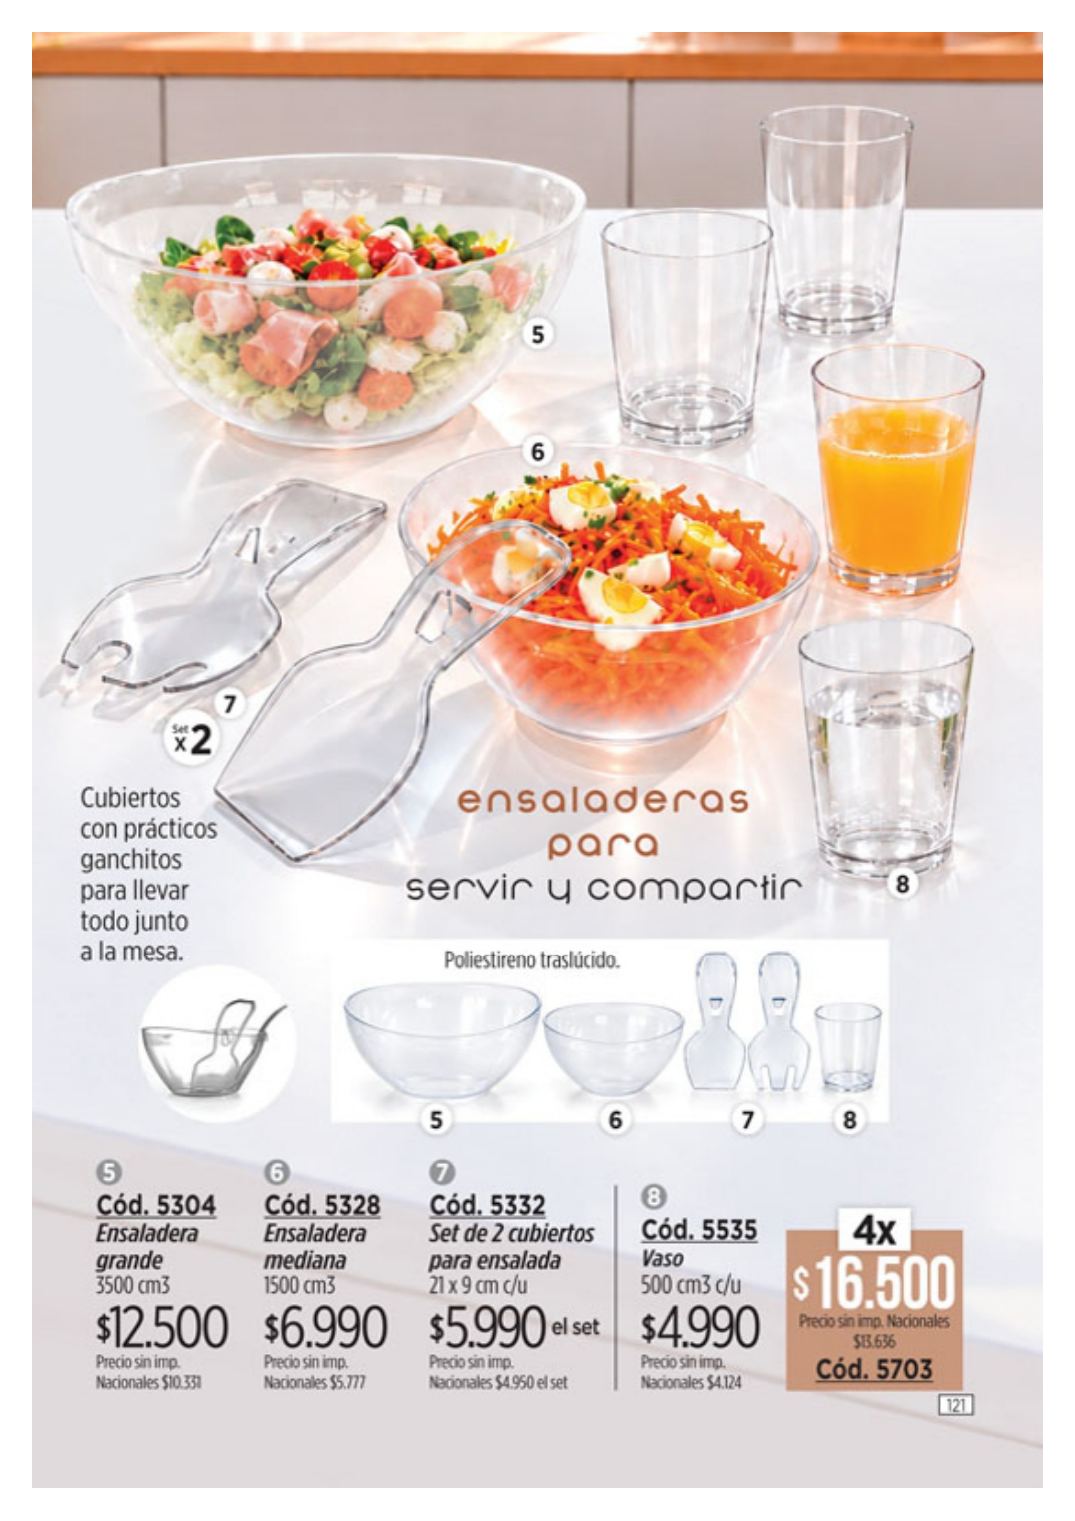 5
6
7
Set
x 2
Cubiertos
con prácticos
ganchitos
para llevar
todo junto
a la mesa.
ensaladeras
para
servir y compartir
8
Poliestireno traslúcido.
5
6
7
8
5
Cód. 5304
Ensaladera
grande
3500 cm3
$12.500
Precio sin imp.
Nacionales $10.331
6
Cód. 5328
Ensaladera
mediana
1500 cm3
$6.990
Precio sin imp.
Nacionales $5.777
7
Cód. 5332
Set de 2 cubiertos
para ensalada
21 x 9 cm c/u
$5.990 el set
Precio sin imp.
Nacionales $4.950 el set
8
Cód. 5535
Vaso
500 cm3 c/u
$4.990
Precio sin imp.
Nacionales $4.124
4x
$16.500
Precio sin imp. Nacionales
$13.636
Cód. 5703
121